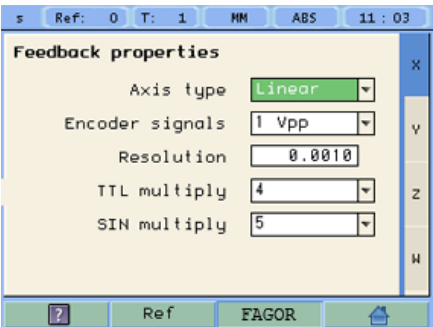 s Ref: 0 T: 1 MM ABS 11 : 03
Feedback properties
X
Axis type Linear
Encoder signals 1 Vpp
Y
Resolution 0.0010
TTL multiply 4
Z
SIN multiply 5
W
? Ref FAGOR